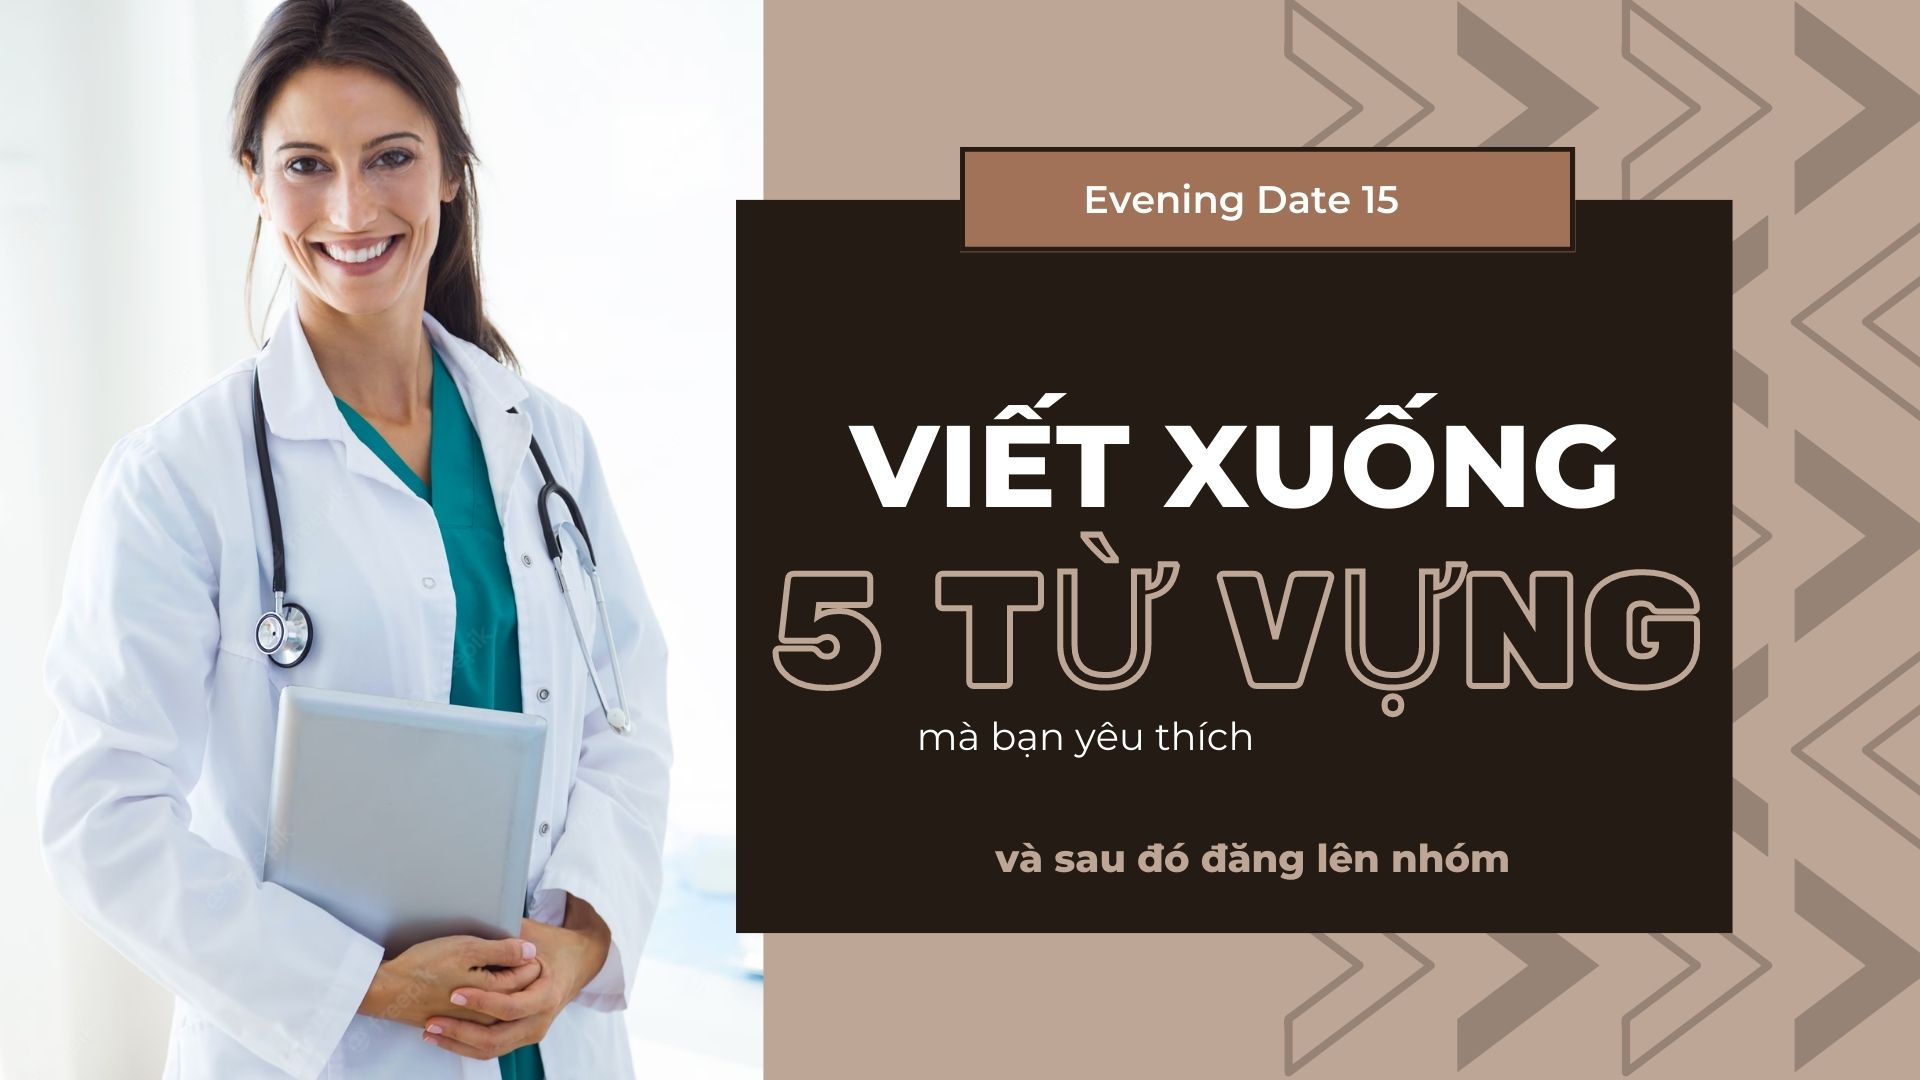 Evening Date 15
VIẾT XUỐNG
5 TỪ VỰNG
mà bạn yêu thích
và sau đó đăng lên nhóm